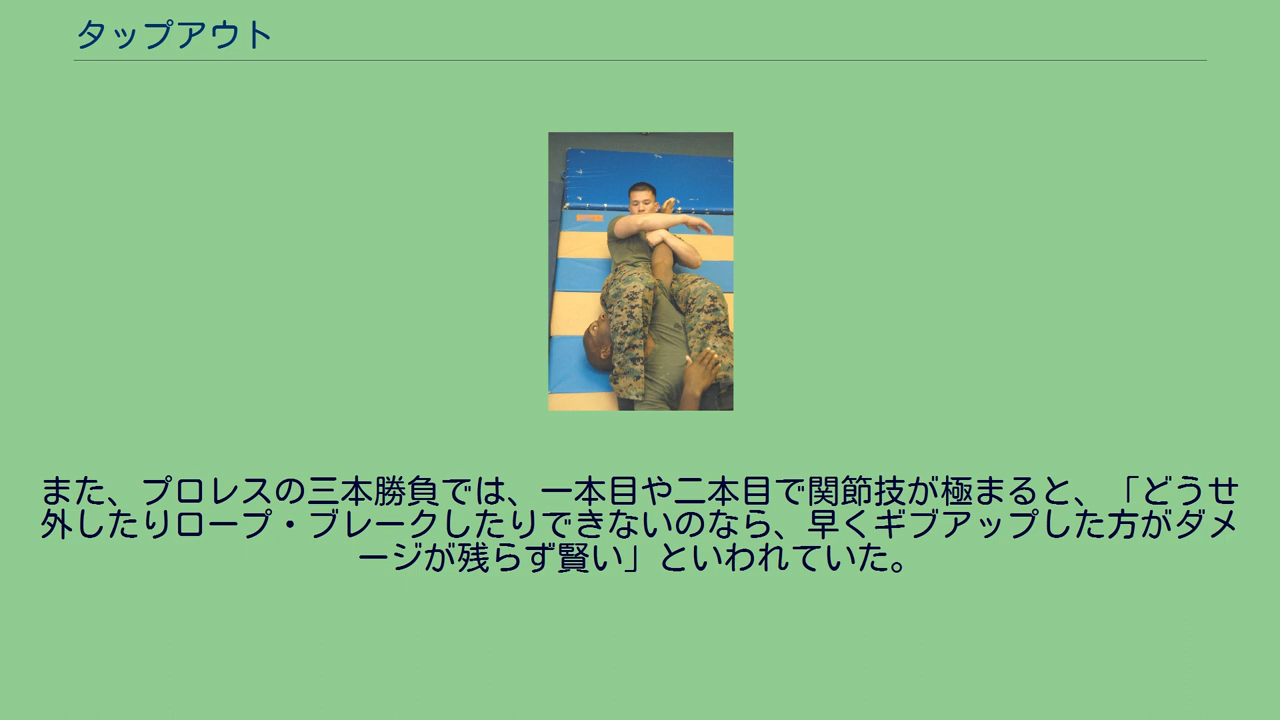 タップアウト
また、プロレスの三本勝負では、一本目や二本目で関節技が極まると、「どうせ
外したりロープ・ブレークしたりできないのなら、早くギブアップした方がダメ
ージが残らず賢い」といわれていた。